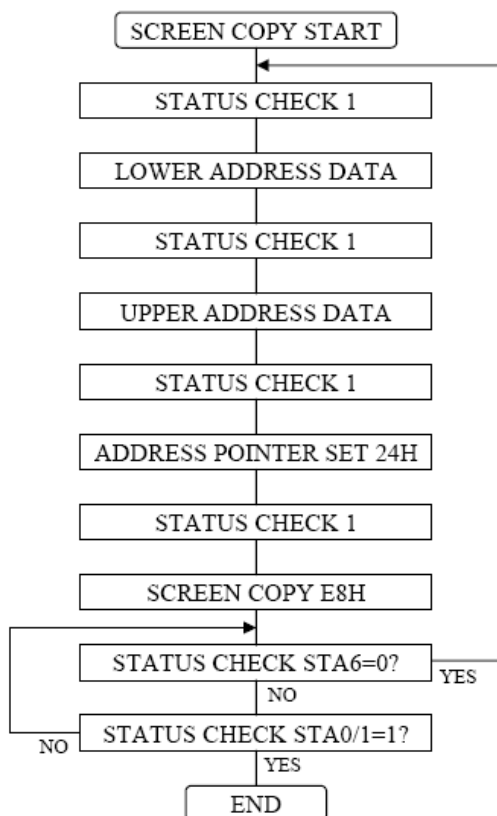 SCREEN COPY START
STATUS CHECK 1
LOWER ADDRESS DATA
STATUS CHECK 1
UPPER ADDRESS DATA
STATUS CHECK 1
ADDRESS POINTER SET 24H
STATUS CHECK 1
SCREEN COPY E8H
STATUS CHECK STA6=0?
YES
NO
STATUS CHECK STA0/1=1?
NO
YES
END